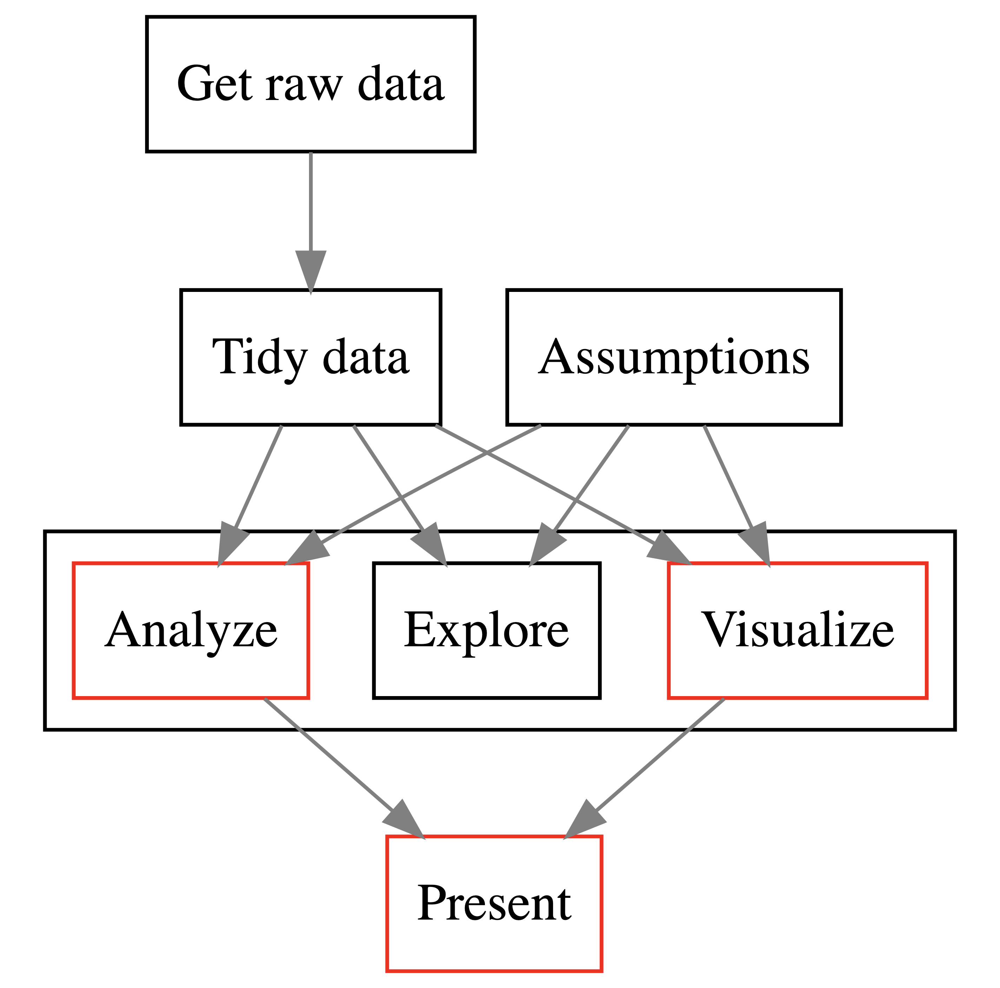 Get raw data
Tidy data
Assumptions
Analyze
Explore
Visualize
Present